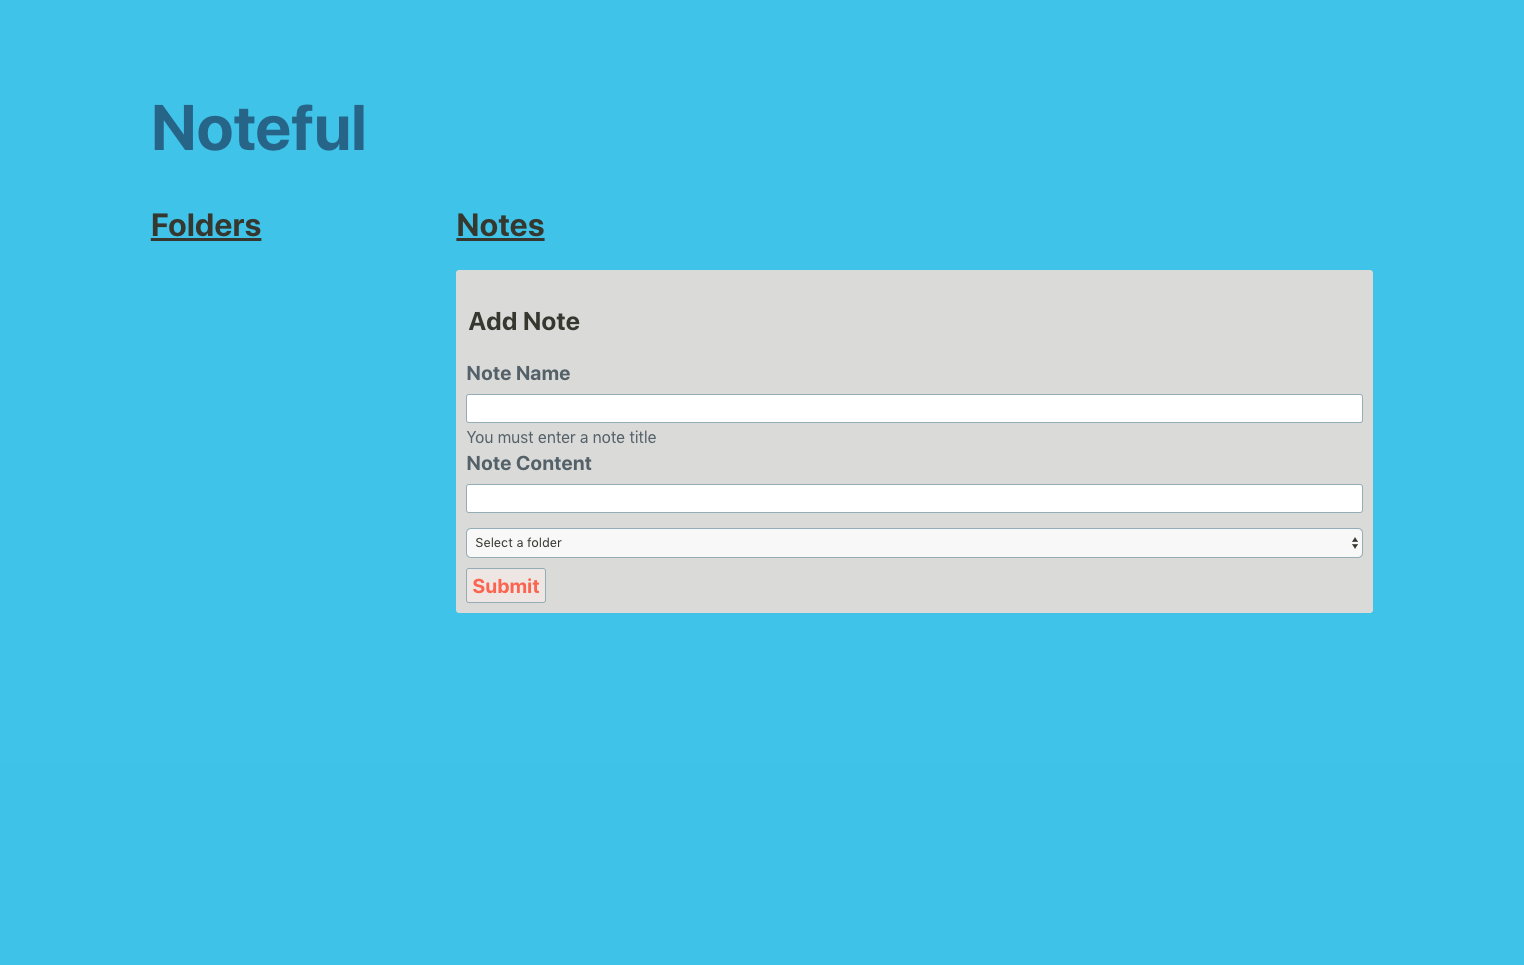 Noteful
Folders
Notes
Add Note
Note Name
You must enter a note title
Note Content
Select a folder
Submit